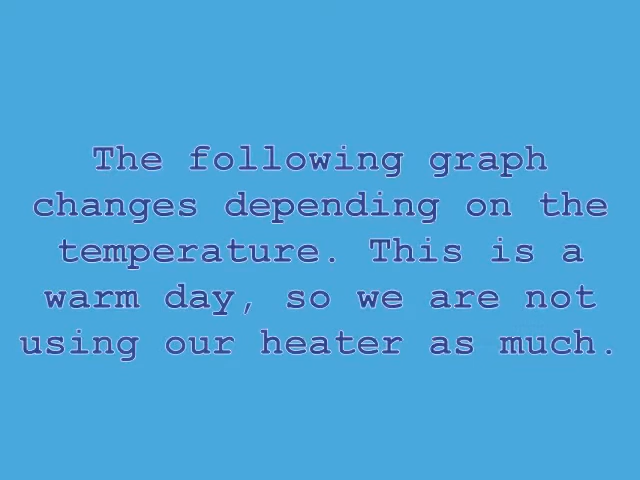 The following graph
changes depending on the
temperature. This is a
warm day, so we are not
using our heater as much.